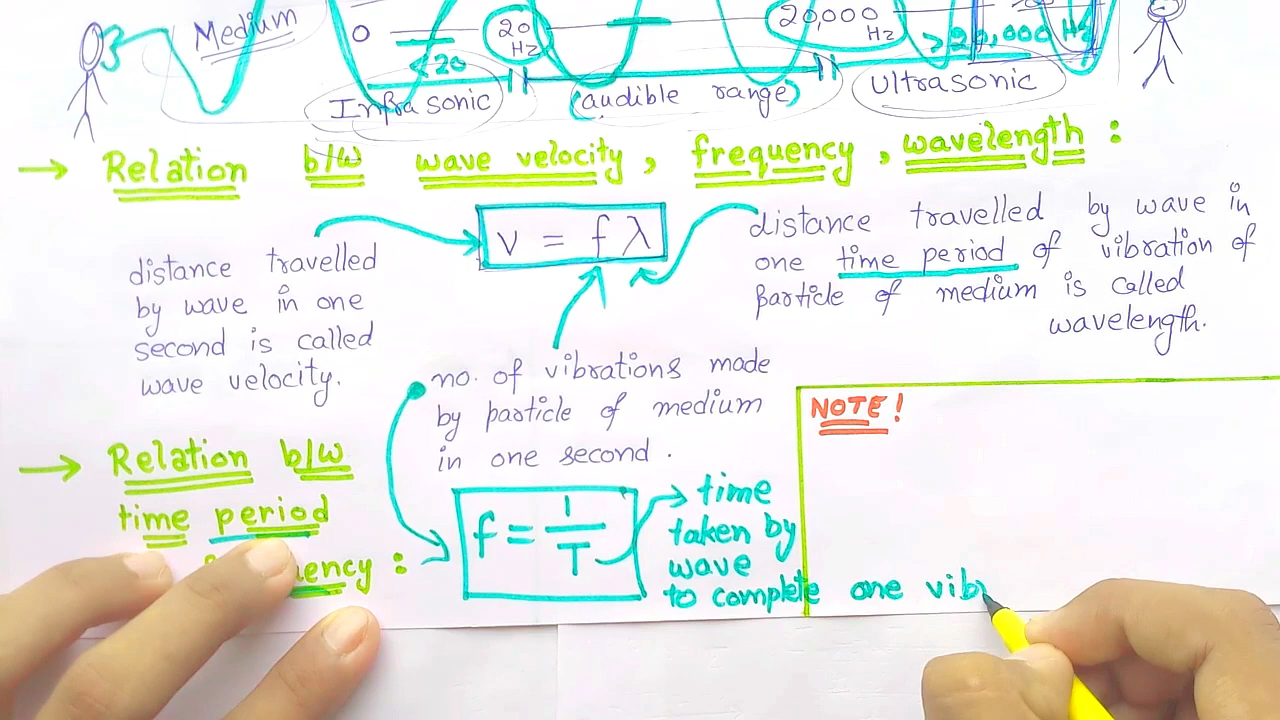 Medium
0
20 Hz
20,000 Hz
<20
>20,000 Hz
Infrasonic
(audible range)
Ultrasonic
→ Relation b/w wave velocity, frequency, wavelength :
v = f λ
distance travelled
by wave in one
second is called
wave velocity.
distance travelled by wave in
one time period of vibration of
particle of medium is called
wavelength.
no. of vibrations made
by particle of medium
in one second.
→ Relation b/w
time period
f = 1/T
→ time
taken by
wave
to complete one vib
NOTE!